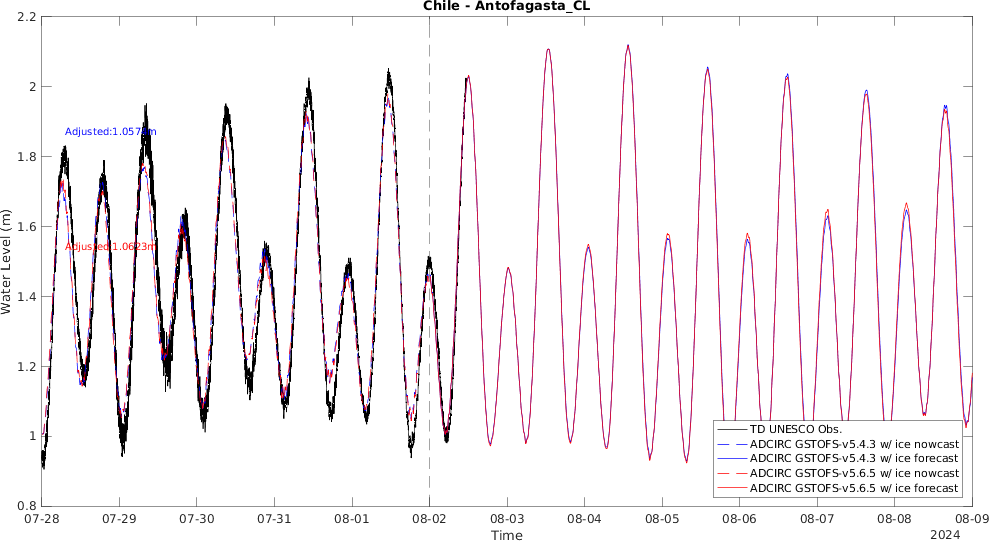 Chile - Antofagasta_CL
2.2
2
1.8
1.6
1.4
1.2
1
0.8
Water Level (m)
Adjusted:1.0623m
TD UNESCO Obs.
ADCIRC GSTOFS-v5.4.3 w/ ice nowcast
ADCIRC GSTOFS-v5.4.3 w/ ice forecast
ADCIRC GSTOFS-v5.6.5 w/ ice nowcast
ADCIRC GSTOFS-v5.6.5 w/ ice forecast
07-28 07-29 07-30 07-31 08-01 08-02 08-03 08-04 08-05 08-06 08-07 08-08 08-09
Time
2024